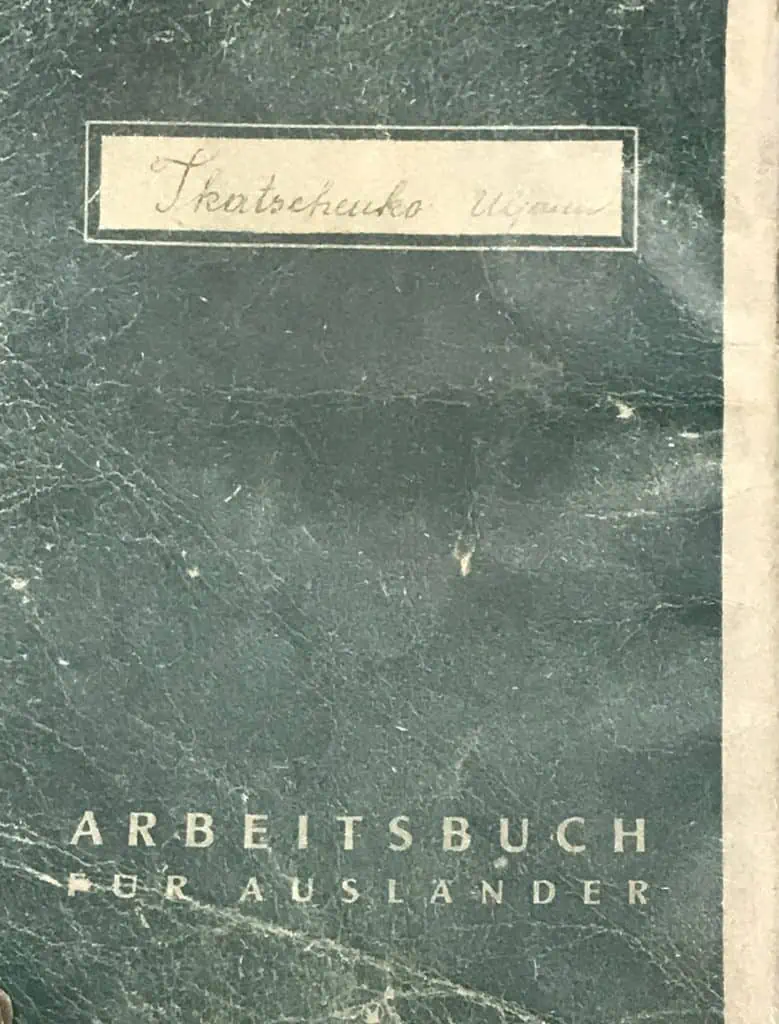 Tkatschenko
ARBEITSBUCH
FÜR AUSLÄNDER